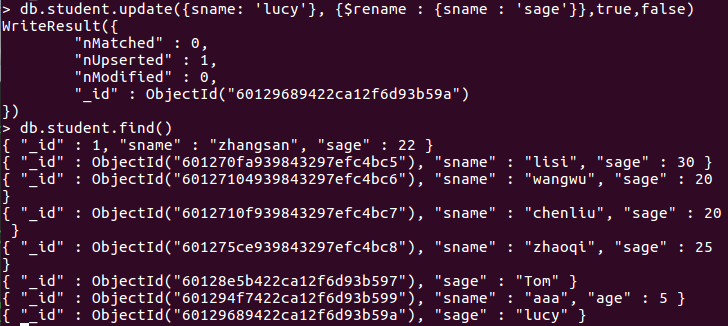 > db.student.update({sname: 'lucy'}, {$rename : {sname : 'sage'}},true,false)
WriteResult({
        "nMatched" : 0,
        "nUpserted" : 1,
        "nModified" : 0,
        "_id" : ObjectId("60129689422ca12f6d93b59a")
})
> db.student.find()
{ "_id" : 1, "sname" : "zhangsan", "sage" : 22 }
{ "_id" : ObjectId("601270fa939843297efc4bc5"), "sname" : "lisi", "sage" : 30 }
{ "_id" : ObjectId("60127104939843297efc4bc6"), "sname" : "wangwu", "sage" : 20
}
{ "_id" : ObjectId("6012710f939843297efc4bc7"), "sname" : "chenliu", "sage" : 20
 }
{ "_id" : ObjectId("601275ce939843297efc4bc8"), "sname" : "zhaoqi", "sage" : 25
}
{ "_id" : ObjectId("60128e5b422ca12f6d93b597"), "sage" : "Tom" }
{ "_id" : ObjectId("601294f7422ca12f6d93b599"), "sname" : "aaa", "age" : 5 }
{ "_id" : ObjectId("60129689422ca12f6d93b59a"), "sage" : "lucy" }